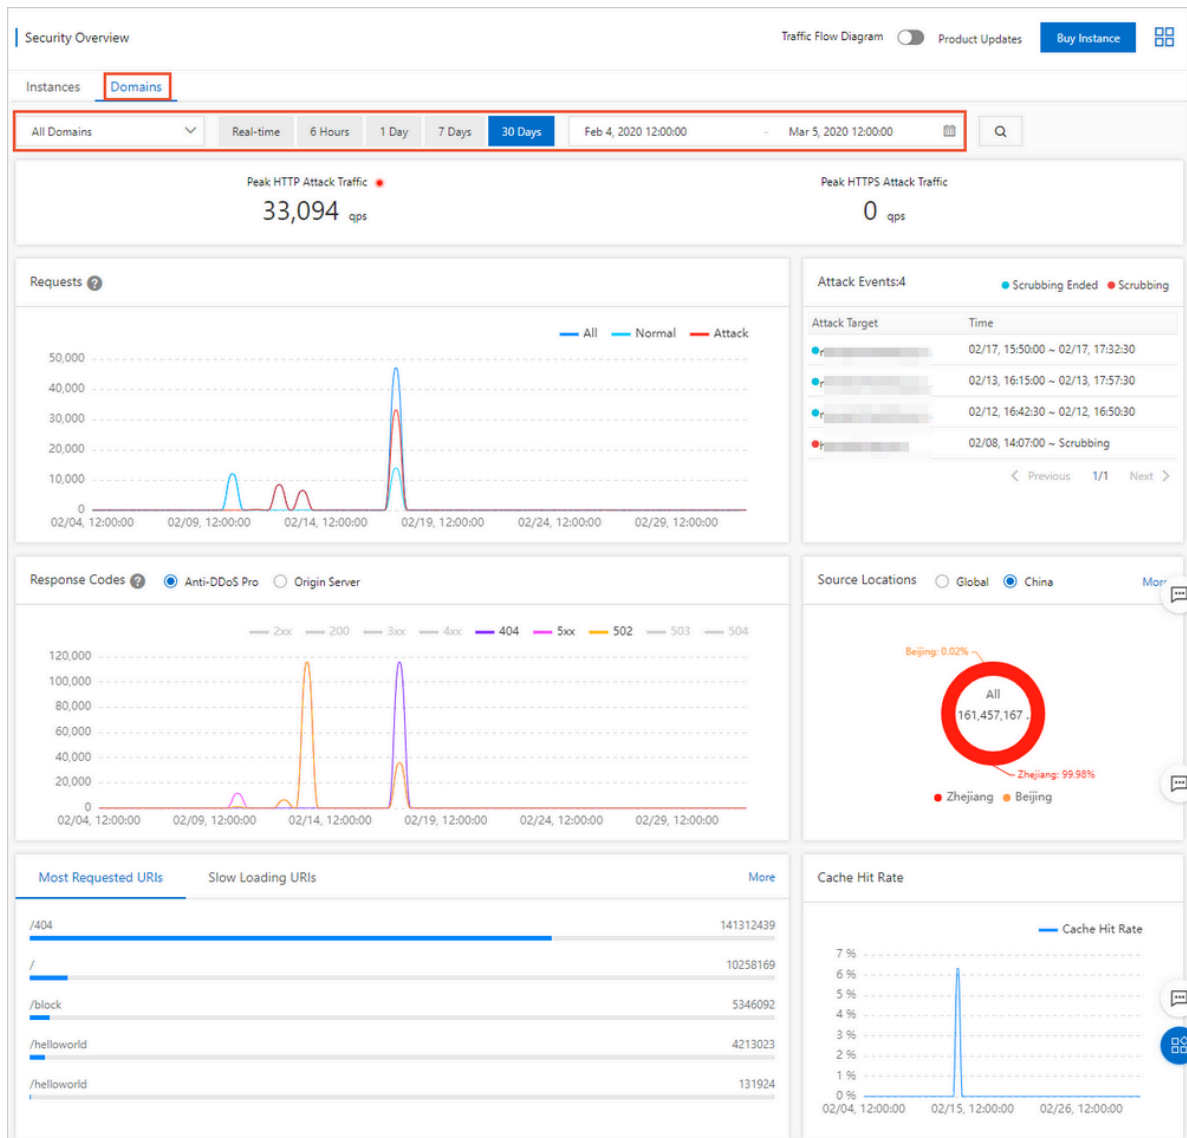 Security Overview
Traffic Flow Diagram Product Updates Buy Instance
Instances Domains
All Domains Real-time 6 Hours 1 Day 7 Days 30 Days Feb 4, 2020 12:00:00 - Mar 5, 2020 12:00:00
Peak HTTP Attack Traffic
33,094 qps
Peak HTTPS Attack Traffic
0 qps
Requests ?
All Normal Attack
50,000
40,000
30,000
20,000
10,000
0
02/04, 12:00:00 02/09, 12:00:00 02/14, 12:00:00 02/19, 12:00:00 02/24, 12:00:00 02/29, 12:00:00
Attack Events:4 Scrubbing Ended Scrubbing
Attack Target Time
02/17, 15:50:00 ~ 02/17, 17:32:30
02/13, 16:15:00 ~ 02/13, 17:57:30
02/12, 16:42:30 ~ 02/12, 16:50:30
02/08, 14:07:00 ~ Scrubbing
Previous 1/1 Next
Response Codes ? Anti-DDoS Pro Origin Server
2xx 200 3xx 4xx 404 5xx 502 503 504
120,000
100,000
80,000
60,000
40,000
20,000
0
02/04, 12:00:00 02/09, 12:00:00 02/14, 12:00:00 02/19, 12:00:00 02/24, 12:00:00 02/29, 12:00:00
Source Locations Global China More
Beijing: 0.02%
All
161,457,167 .
Zhejiang: 99.98%
Zhejiang Beijing
Most Requested URIs Slow Loading URIs More
/404 141312439
/ 10258169
/block 5346092
/helloworld 4213023
/helloworld 131924
Cache Hit Rate
Cache Hit Rate
7 %
6 %
5 %
4 %
3 %
2 %
1 %
0 %
02/04, 12:00:00 02/15, 12:00:00 02/26, 12:00:00